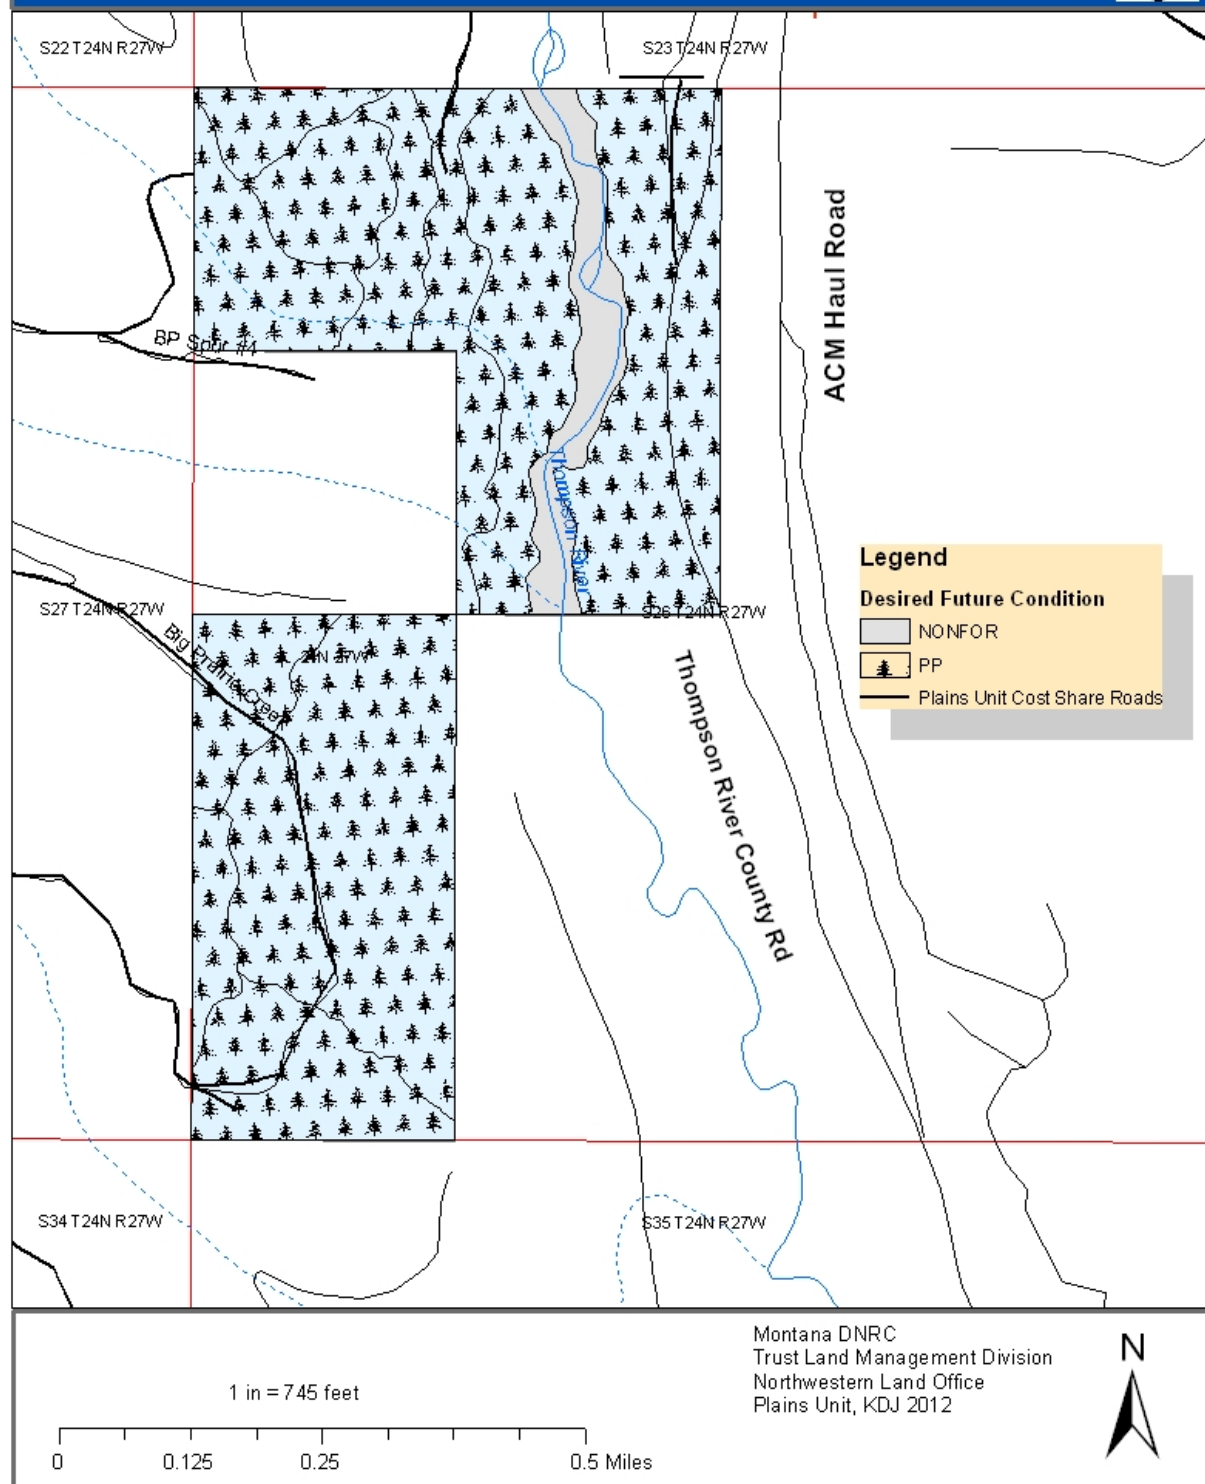 S22 T24N R27W
S23 T24N R27W
ACM Haul Road
BP Spur #4
Thompson River
Legend
Desired Future Condition
NONFOR
PP
Plains Unit Cost Share Roads
S27 T24N R27W
S26 T24N R27W
Big Prairie Creek
24N 27W
Thompson River County Rd
S34 T24N R27W
S35 T24N R27W
Montana DNRC
Trust Land Management Division
Northwestern Land Office
Plains Unit, KDJ 2012
N
1 in = 745 feet
0 0.125 0.25 0.5 Miles